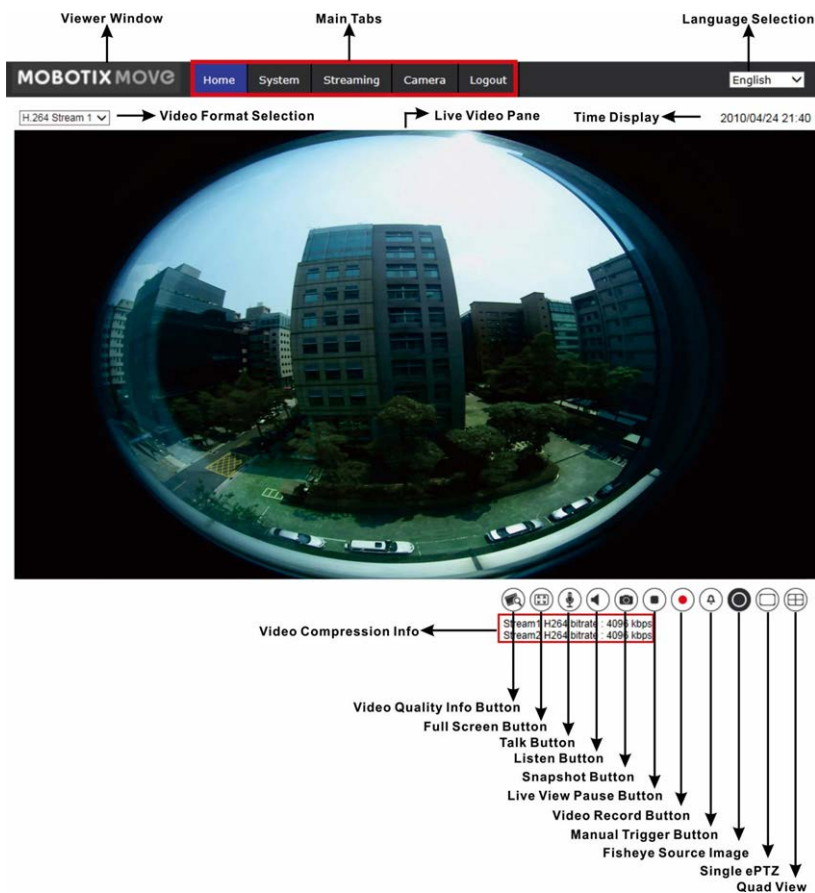 Viewer Window
Main Tabs
Language Selection
MOBOTIX MOVE
Home
System
Streaming
Camera
Logout
English
H.264 Stream 1
Video Format Selection
Live Video Pane
Time Display
2010/04/24 21:40
Video Compression Info
Stream1 H264 bitrate : 4096 kbps
Stream2 H264 bitrate : 4096 kbps
Video Quality Info Button
Full Screen Button
Talk Button
Listen Button
Snapshot Button
Live View Pause Button
Video Record Button
Manual Trigger Button
Fisheye Source Image
Single ePTZ
Quad View